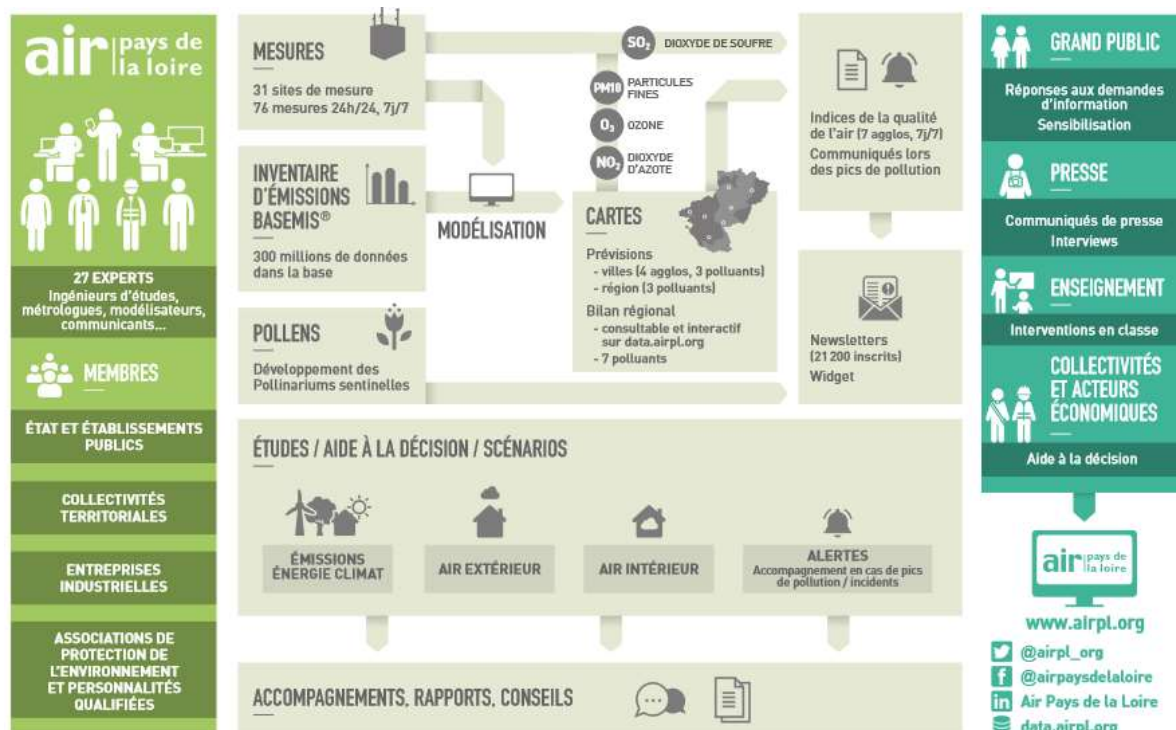 air pays de
la loire
27 EXPERTS
Ingénieurs d'études,
métrologues, modélisateurs,
communicants...
MEMBRES
ÉTAT ET ÉTABLISSEMENTS
PUBLICS
COLLECTIVITÉS
TERRITORIALES
ENTREPRISES
INDUSTRIELLES
ASSOCIATIONS DE
PROTECTION DE
L'ENVIRONNEMENT
ET PERSONNALITÉS
QUALIFIÉES
MESURES
31 sites de mesure
76 mesures 24h/24, 7j/7
INVENTAIRE
D'ÉMISSIONS
BASEMIS®
300 millions de données
dans la base
POLLENS
Développement des
Pollinariums sentinelles
MODÉLISATION
SO₂ DIOXYDE DE SOUFRE
PM10 PARTICULES
FINES
O₃ OZONE
NO₂ DIOXYDE
D'AZOTE
CARTES
Prévisions
- villes (4 agglos, 3 polluants)
- région (3 polluants)
Bilan régional
- consultable et interactif
sur data.airpl.org
- 7 polluants
Indices de la qualité
de l'air (7 agglos, 7j/7)
Communiqués lors
des pics de pollution
Newsletters
(21 200 inscrits)
Widget
ÉTUDES / AIDE À LA DÉCISION / SCÉNARIOS
ÉMISSIONS
ÉNERGIE CLIMAT
AIR EXTÉRIEUR
AIR INTÉRIEUR
ALERTES
Accompagnement en cas de pics
de pollution / incidents
ACCOMPAGNEMENTS, RAPPORTS, CONSEILS
GRAND PUBLIC
Réponses aux demandes
d'information
Sensibilisation
PRESSE
Communiqués de presse
Interviews
ENSEIGNEMENT
Interventions en classe
COLLECTIVITÉS
ET ACTEURS
ÉCONOMIQUES
Aide à la décision
air pays de
la loire
www.airpl.org
@airpl_org
f @airpaysdelaloire
in Air Pays de la Loire
data.airpl.org